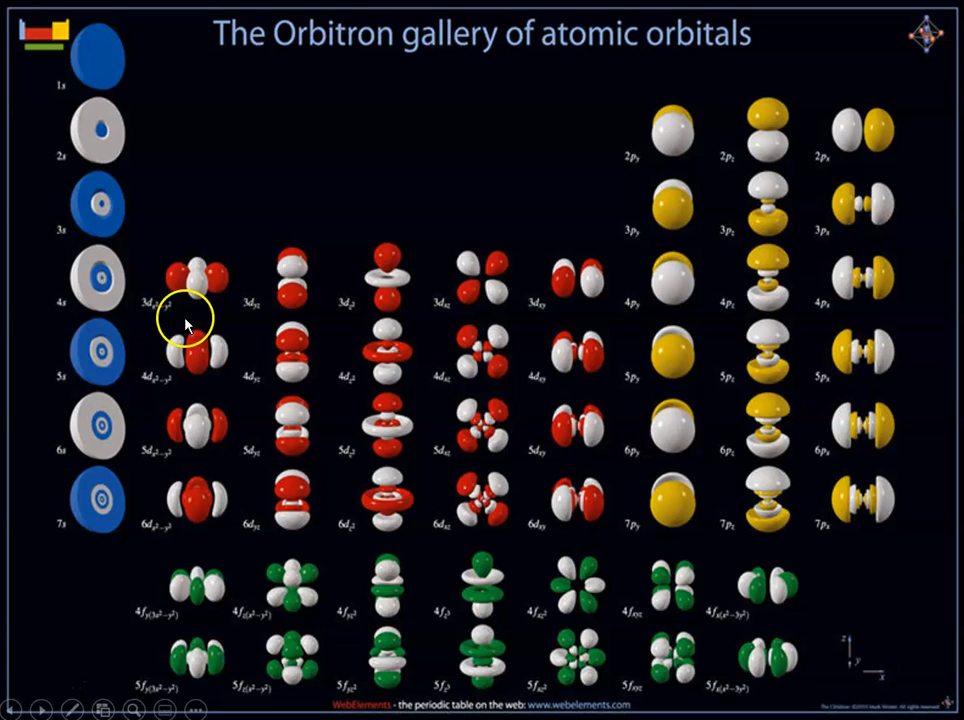 The Orbitron gallery of atomic orbitals
1s
2s 2py 2pz 2px
3s 3py 3pz 3px
4s 3dx²−y² 3dyz 3dz² 3dxz 3dxy 4py 4pz 4px
5s 4dx²−y² 4dyz 4dz² 4dxz 4dxy 5py 5pz 5px
6s 5dx²−y² 5dyz 5dz² 5dxz 5dxy 6py 6pz 6px
7s 6dx²−y² 6dyz 6dz² 6dxz 6dxy 7py 7pz 7px
4fy(3x²−y²) 4fz(x²−y²) 4fyz² 4fz³ 4fxz² 4fxyz 4fx(x²−3y²)
5fy(3x²−y²) 5fz(x²−y²) 5fyz² 5fz³ 5fxz² 5fxyz 5fx(x²−3y²)
z
y
x
WebElements - the periodic table on the web: www.webelements.com